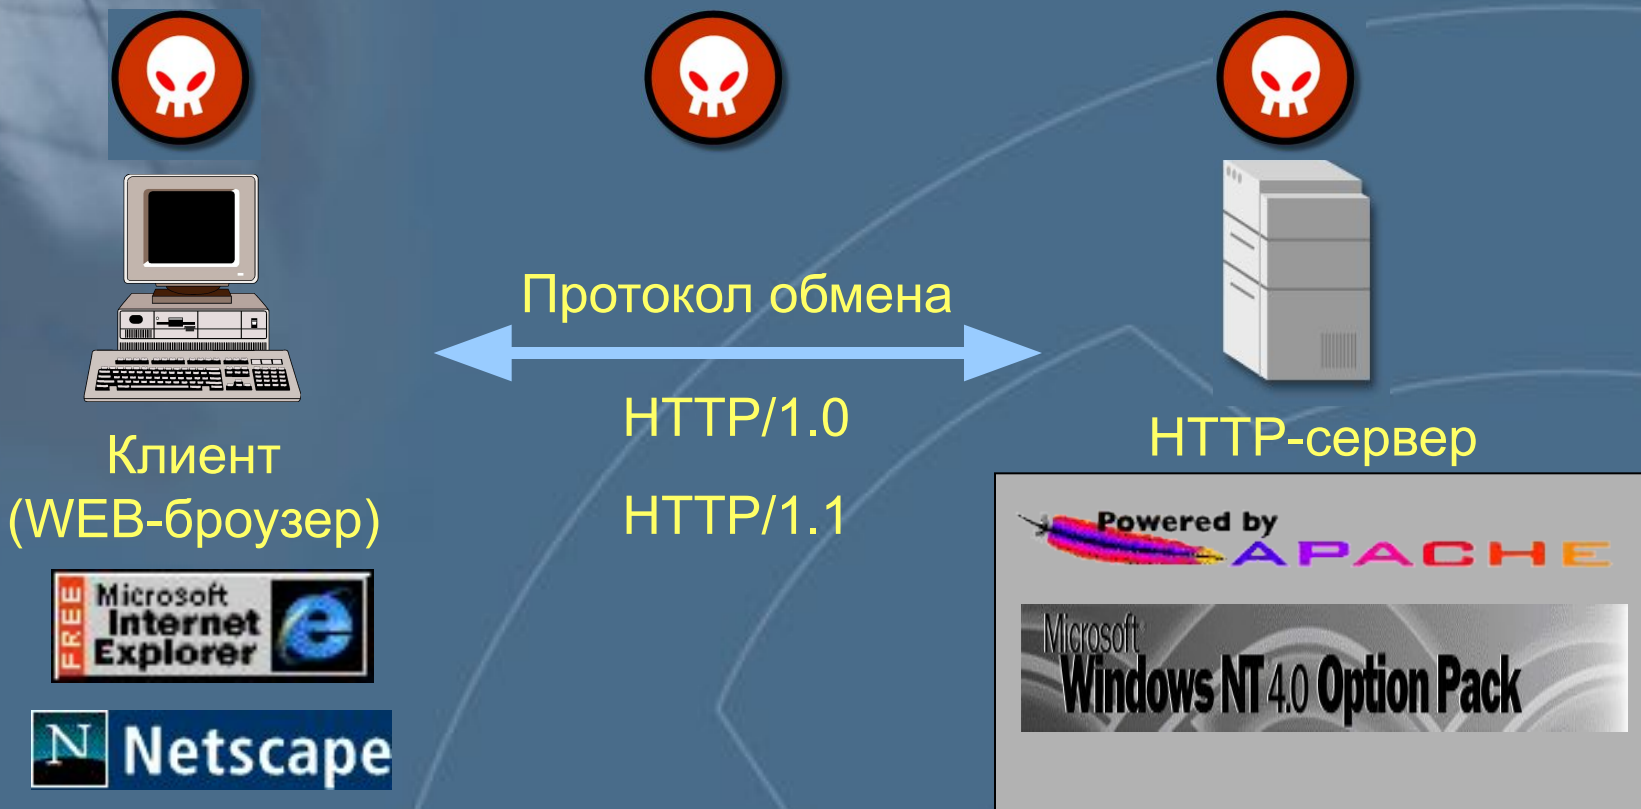 Протокол обмена
HTTP/1.0
HTTP/1.1
Клиент
(WEB-броузер)
FREE
Microsoft
Internet
Explorer
N Netscape
HTTP-сервер
Powered by
APACHE
Microsoft
Windows NT 4.0 Option Pack